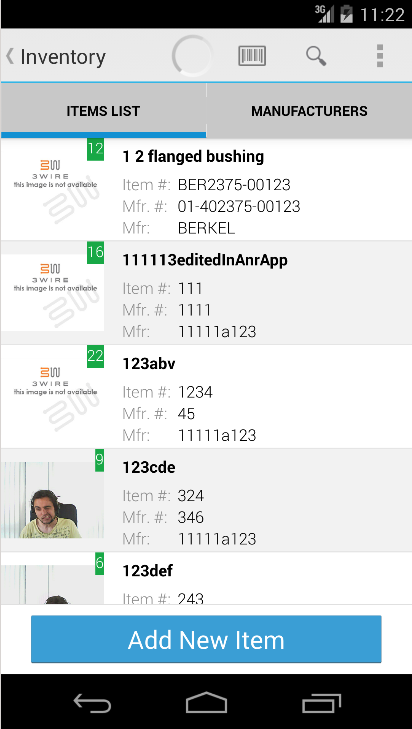 3G 11:22
Inventory
ITEMS LIST MANUFACTURERS
12
3WIRE
this image is not available
1 2 flanged bushing
Item #: BER2375-00123
Mfr. #: 01-402375-00123
Mfr: BERKEL
16
3WIRE
this image is not available
111113editedInAnrApp
Item #: 111
Mfr. #: 1111
Mfr: 11111a123
22
3WIRE
this image is not available
123abv
Item #: 1234
Mfr. #: 45
Mfr: 11111a123
9
123cde
Item #: 324
Mfr. #: 346
Mfr: 11111a123
6
123def
Item #: 243
Add New Item